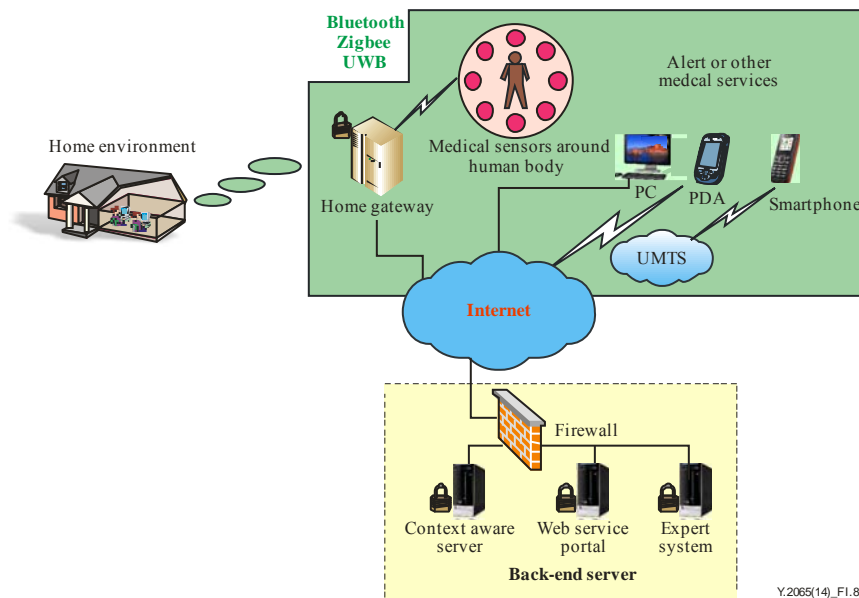 Bluetooth
Zigbee
UWB
Alert or other
medcal services
Home environment
Medical sensors around
human body
PC
PDA
Smartphone
Home gateway
UMTS
Internet
Firewall
Context aware
server
Web service
portal
Expert
system
Back-end server
Y.2065(14)_FI.8